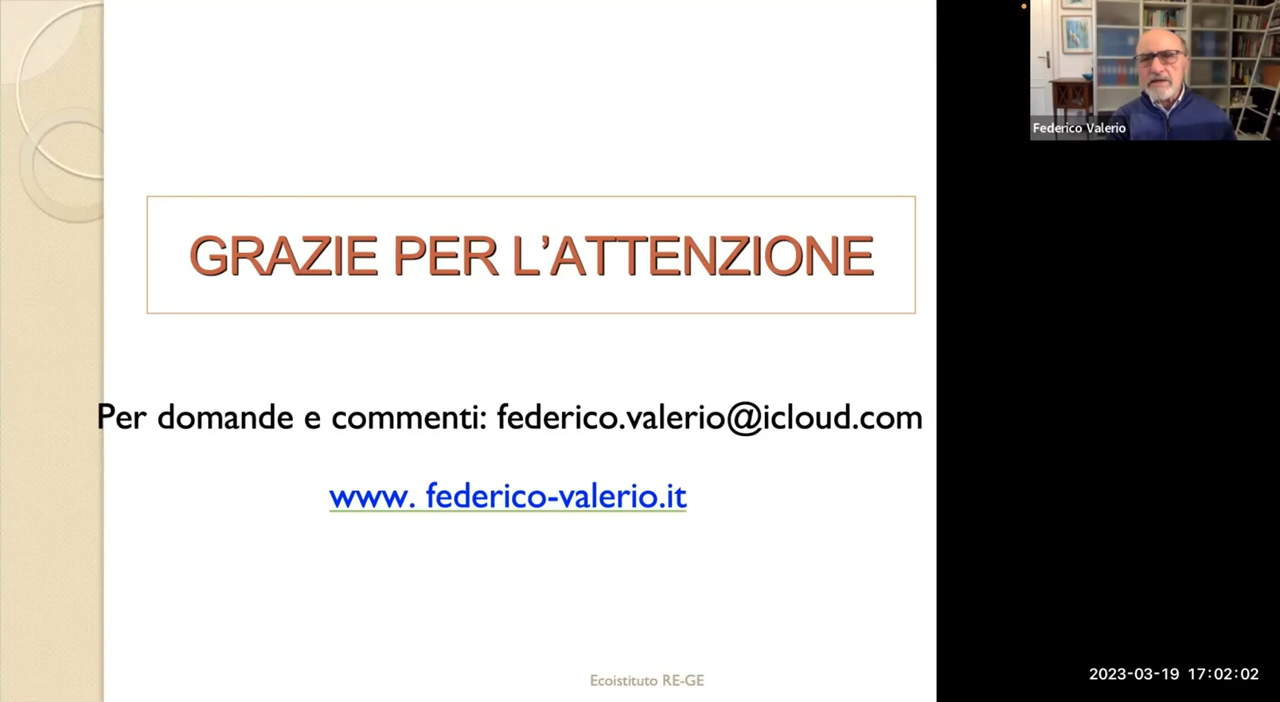 GRAZIE PER L’ATTENZIONE
Per domande e commenti: federico.valerio@icloud.com
www. federico-valerio.it
Ecoistituto RE-GE
Federico Valerio
2023-03-19 17:02:02